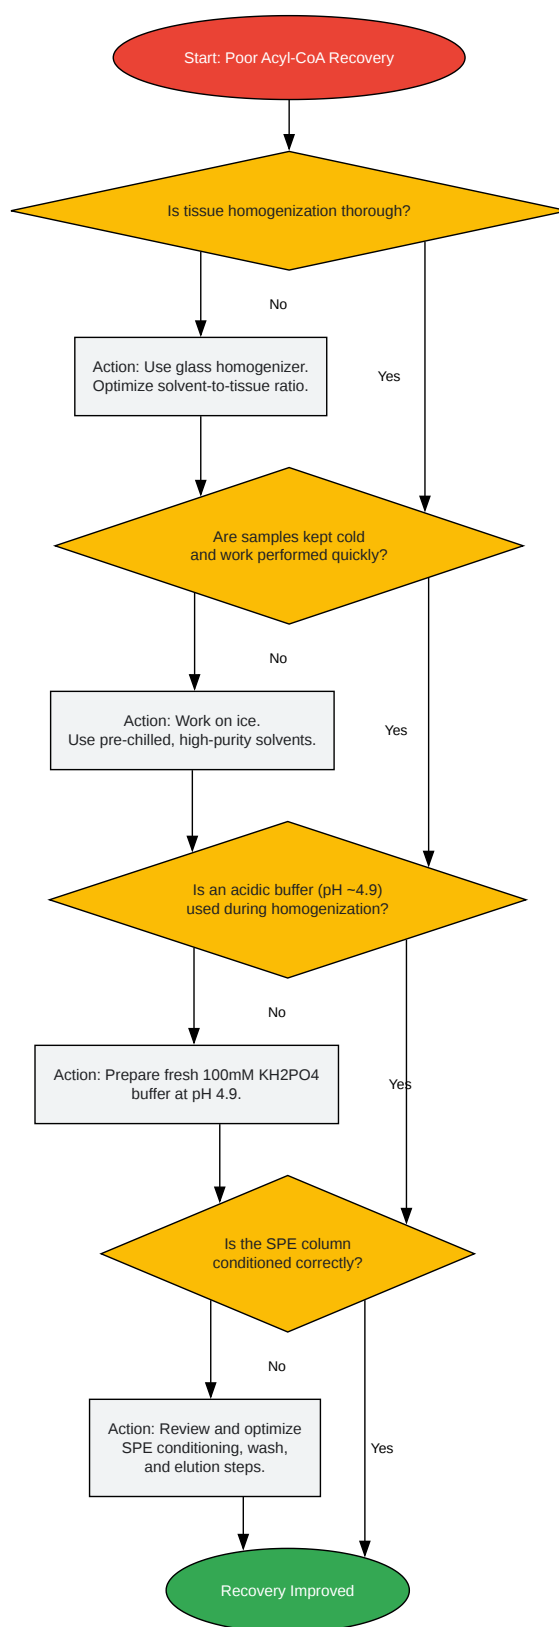 Start: Poor Acyl-CoA Recovery
Is tissue homogenization thorough?
No
Action: Use glass homogenizer.
Optimize solvent-to-tissue ratio.
Yes
Are samples kept cold
and work performed quickly?
No
Action: Work on ice.
Use pre-chilled, high-purity solvents.
Yes
Is an acidic buffer (pH ~4.9)
used during homogenization?
No
Action: Prepare fresh 100mM KH2PO4
buffer at pH 4.9.
Yes
Is the SPE column
conditioned correctly?
No
Action: Review and optimize
SPE conditioning, wash,
and elution steps.
Yes
Recovery Improved